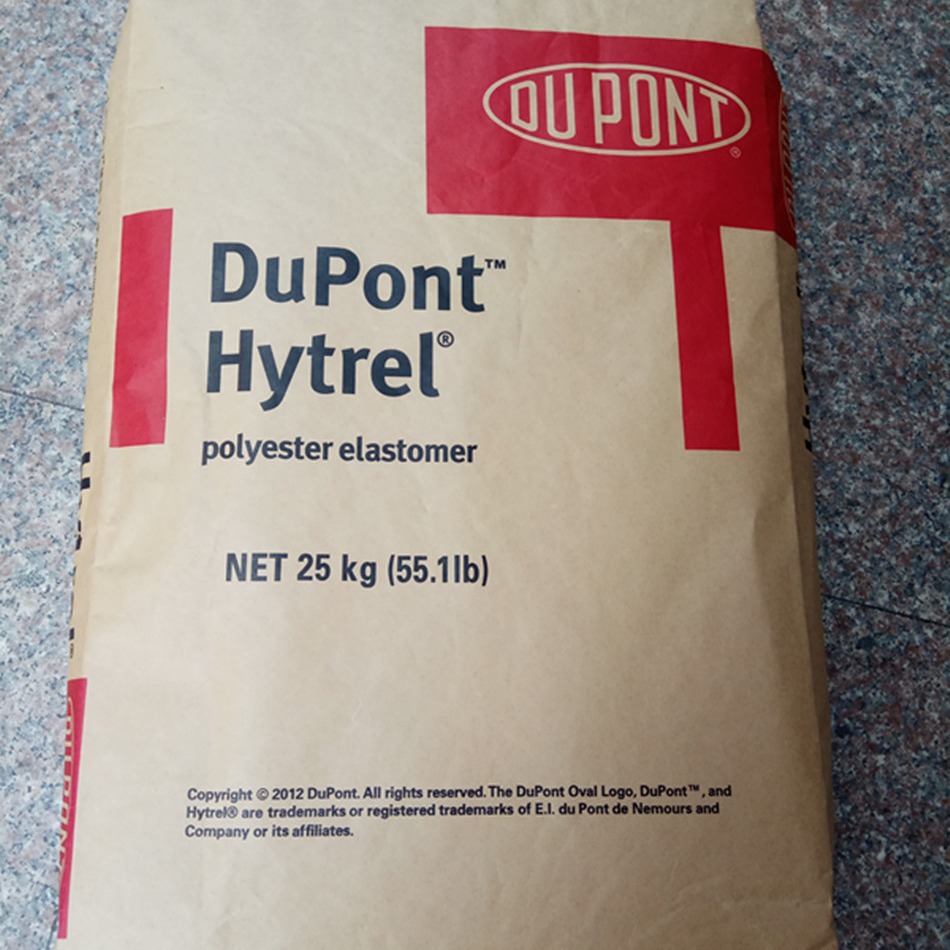 DU PONT
®
DuPont™
Hytrel®
polyester elastomer
NET 25 kg (55.1lb)
Copyright © 2012 DuPont. All rights reserved. The DuPont Oval Logo, DuPont™, and
Hytrel® are trademarks or registered trademarks of E.I. du Pont de Nemours and
Company or its affiliates.